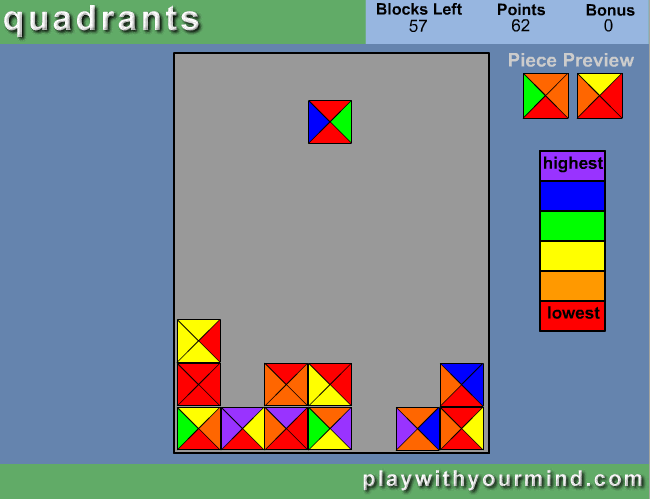 quadrants
Blocks Left
57
Points
62
Bonus
0
Piece Preview
highest
lowest
playwithyourmind.com